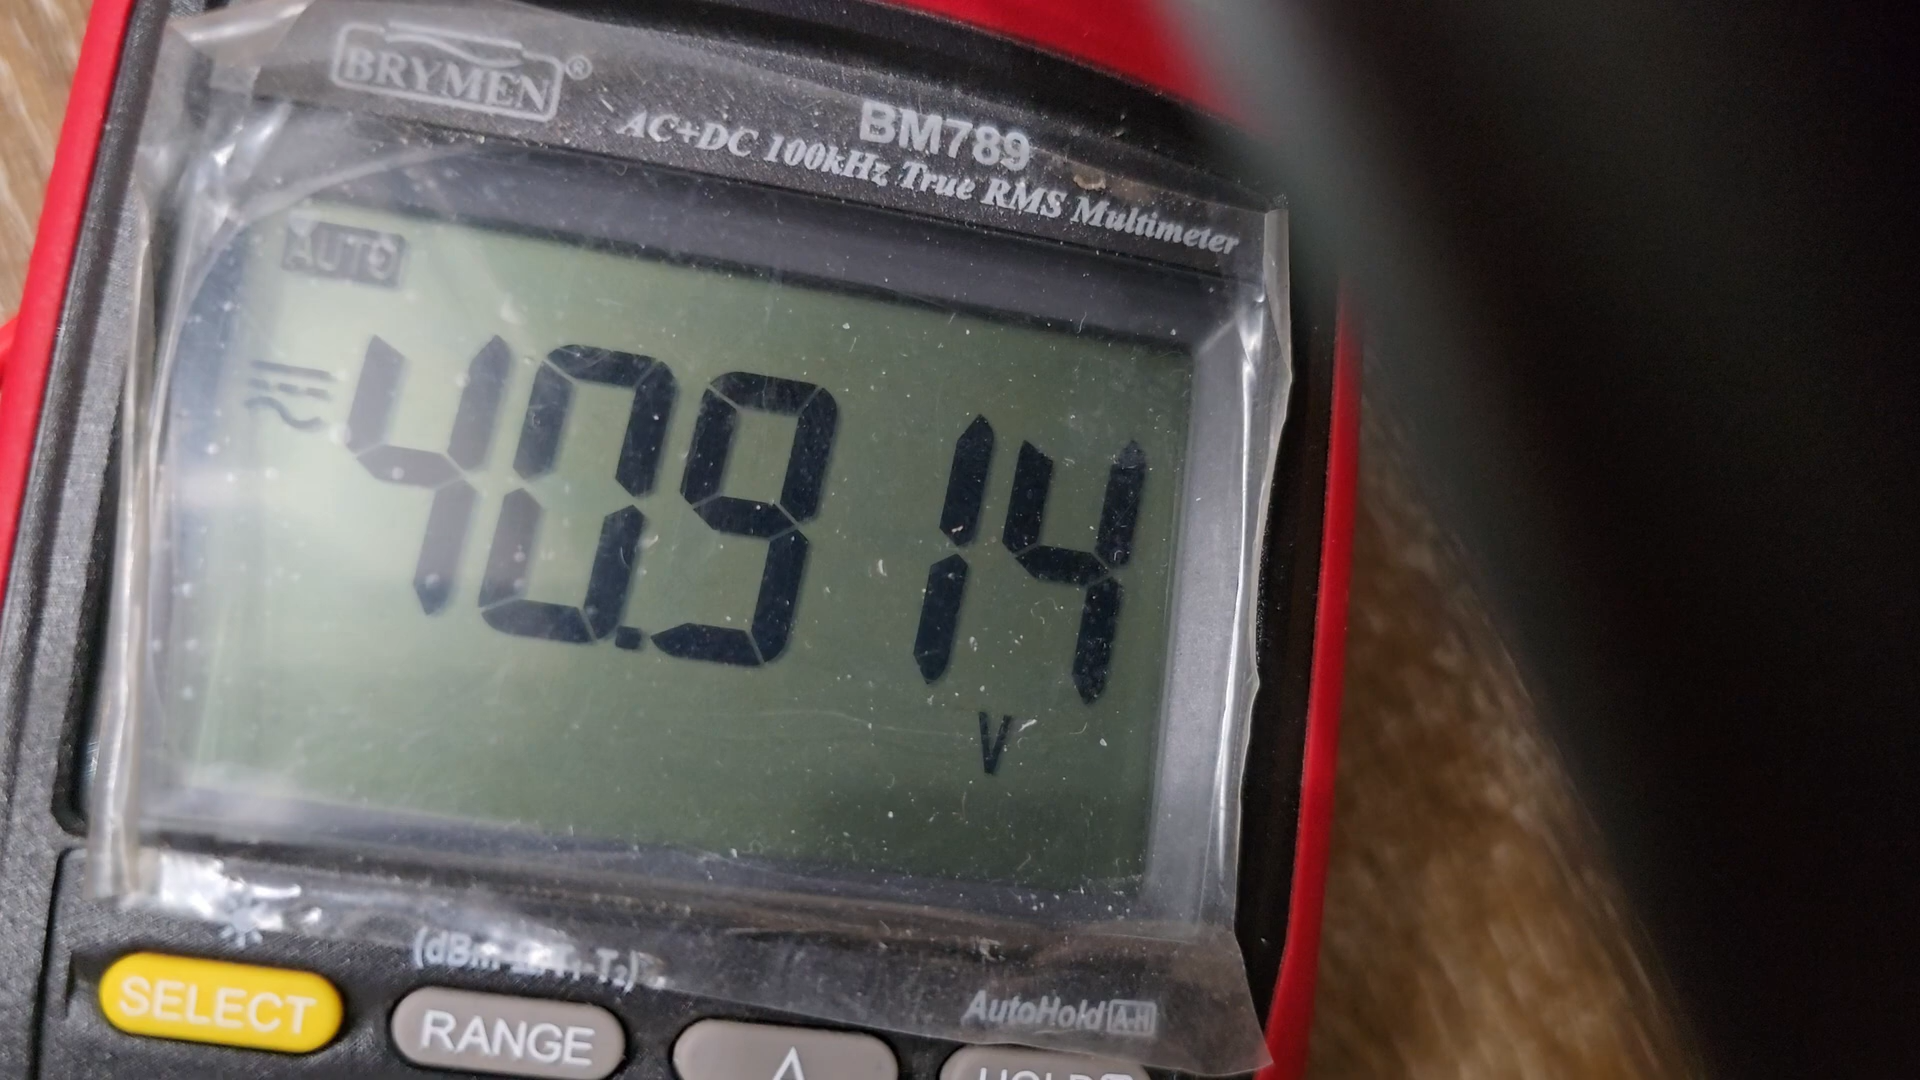 BRYMEN®
BM789
AC+DC 100kHz True RMS Multimeter
AUTO
40.914
V
SELECT
RANGE
AutoHold A-H